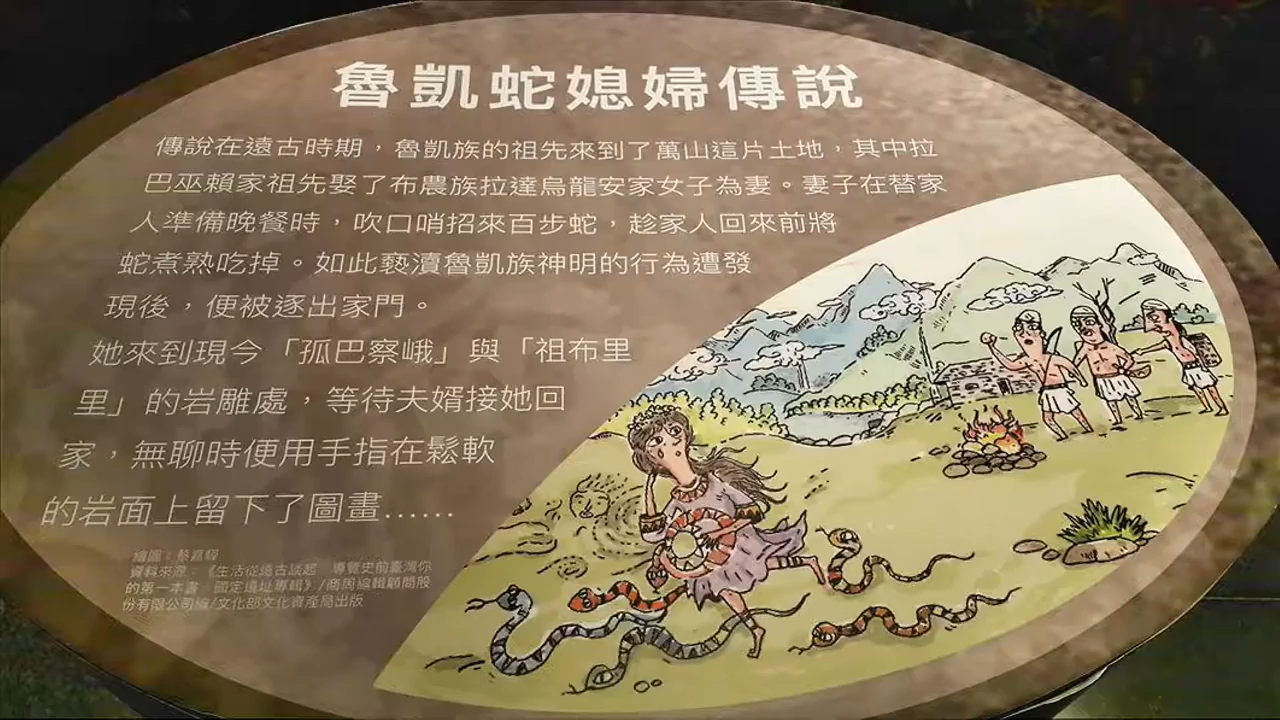 魯凱蛇媳婦傳說
傳說在遠古時期，魯凱族的祖先來到了萬山這片土地，其中拉
巴巫賴家祖先娶了布農族拉達烏龍安家女子為妻。妻子在替家
人準備晚餐時，吹口哨招來百步蛇，趁家人回來前將
蛇煮熟吃掉。如此褻瀆魯凱族神明的行為遭發
現後，便被逐出家門。
她來到現今「孤巴察峨」與「祖布里
里」的岩雕處，等待夫婿接她回
家，無聊時便用手指在鬆軟
的岩面上留下了圖畫……
繪圖：蔡嘉
資料來源：《生活從遠古談起 導覽史前臺灣你
的第一本書 國定遺址專輯》/商周編輯顧問股
份有限公司編/文化部文化資產局出版